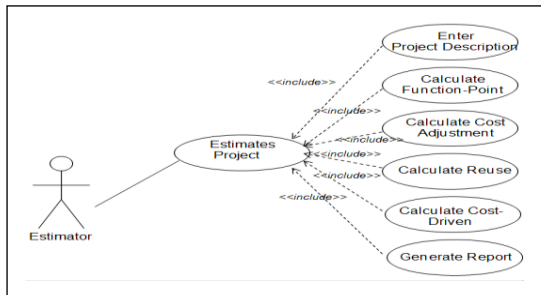 Enter
Project Description
<<include>>
Calculate
Function-Point
<<include>>
Calculate Cost
Adjustment
<<include>>
Estimates
Project
<<include>>
Calculate Reuse
<<include>>
<<include>>
Calculate Cost-
Driven
Estimator
Generate Report